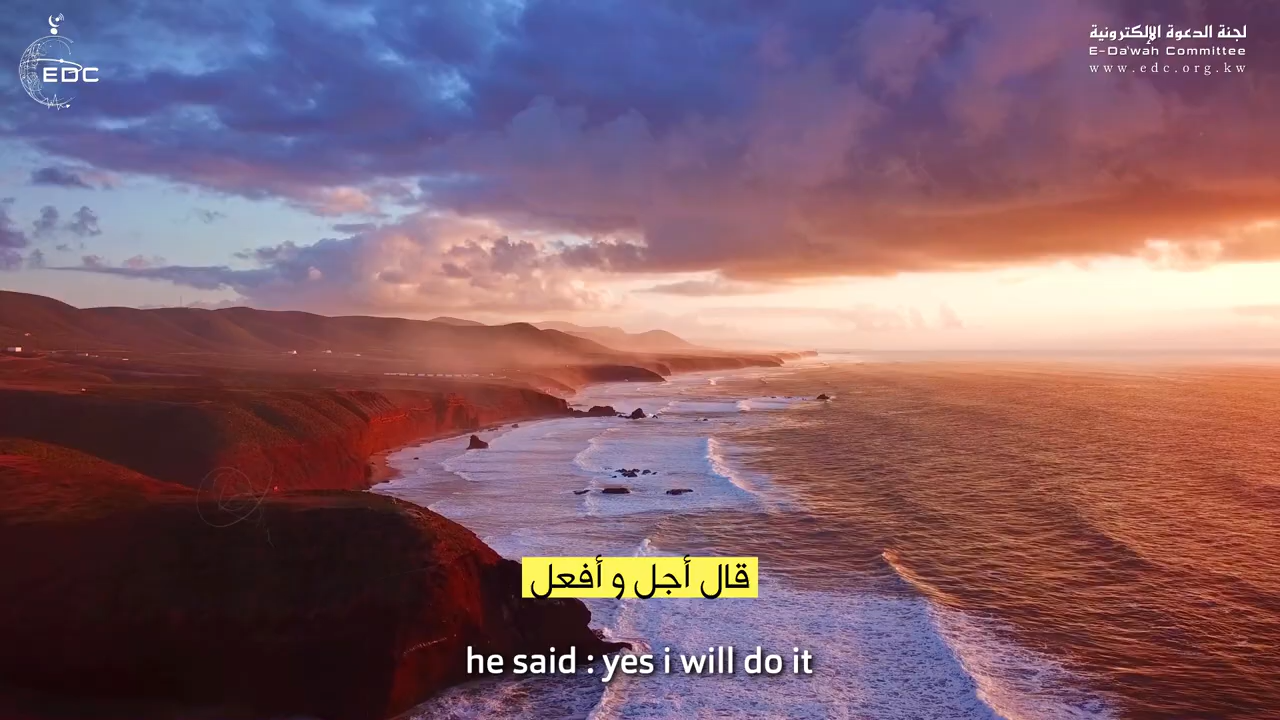 EDC
لجنة الدعوة الإلكترونية
E-Da'wah Committee
www.edc.org.kw
قال أجل و أفعل
he said : yes i will do it